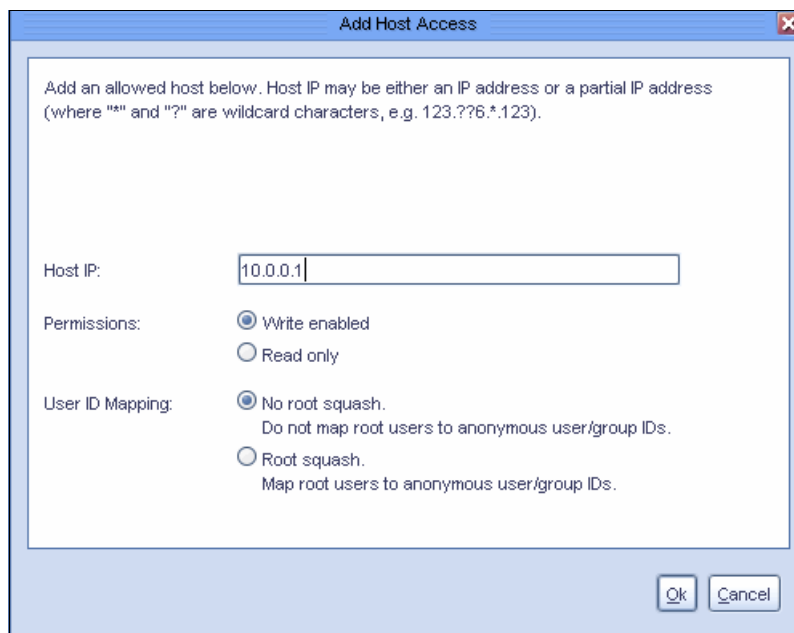 Add Host Access
Add an allowed host below. Host IP may be either an IP address or a partial IP address
(where "*" and "?" are wildcard characters, e.g. 123.??6.*.123).
Host IP:
10.0.0.1
Permissions:
Write enabled
Read only
User ID Mapping:
No root squash.
Do not map root users to anonymous user/group IDs.
Root squash.
Map root users to anonymous user/group IDs.
Ok
Cancel